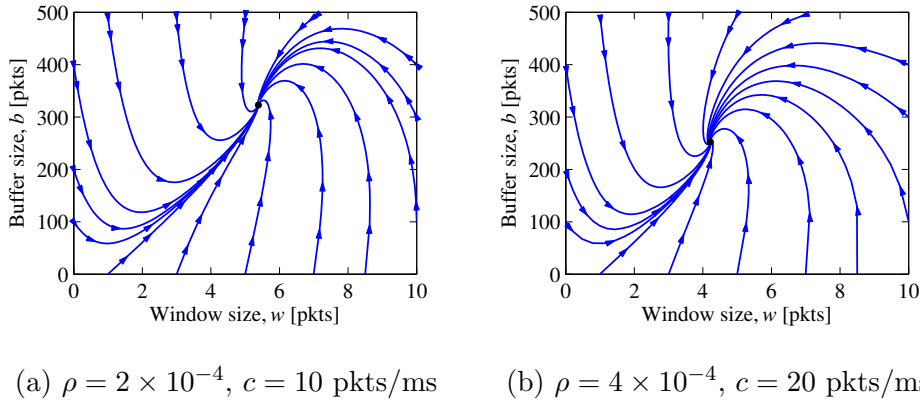 500
400
300
200
100
0
0 2 4 6 8 10
Buffer size, b [pkts]
Window size, w [pkts]
500
400
300
200
100
0
0 2 4 6 8 10
Buffer size, b [pkts]
Window size, w [pkts]
(a) ρ = 2 × 10⁻⁴, c = 10 pkts/ms
(b) ρ = 4 × 10⁻⁴, c = 20 pkts/ms